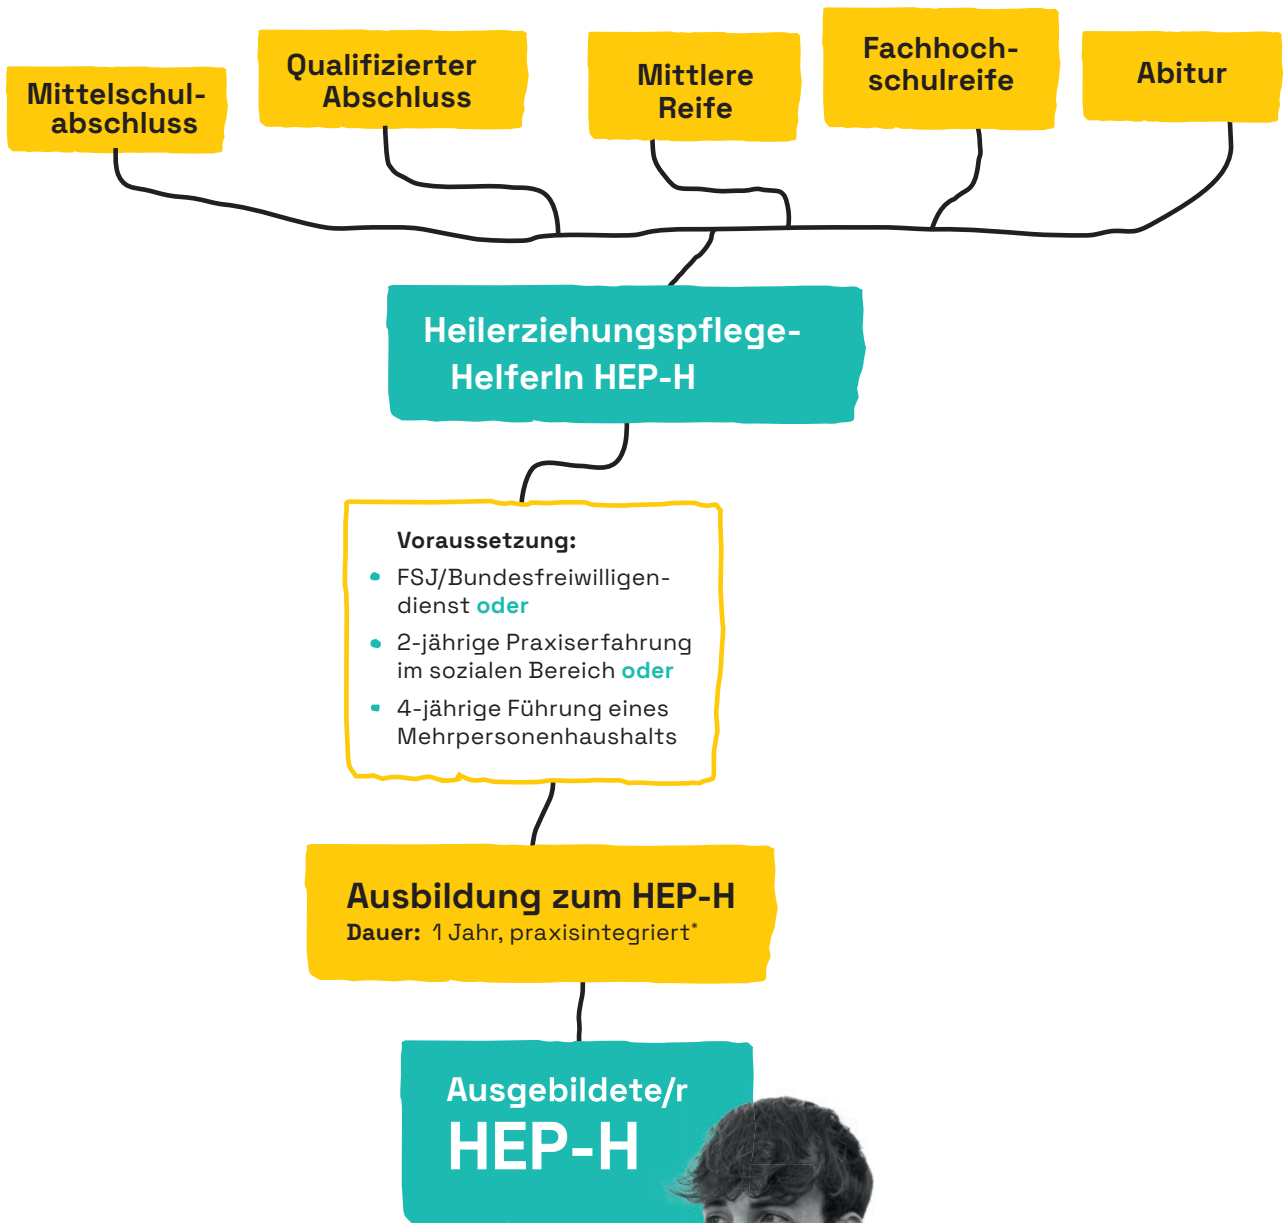 Mittelschul-
abschluss
Qualifizierter
Abschluss
Mittlere
Reife
Fachhoch-
schulreife
Abitur
Heilerziehungspflege-
HelferIn HEP-H
Voraussetzung:
• FSJ/Bundesfreiwilligen-
dienst oder
• 2-jährige Praxiserfahrung
im sozialen Bereich oder
• 4-jährige Führung eines
Mehrpersonenhaushalts
Ausbildung zum HEP-H
Dauer: 1 Jahr, praxisintegriert*
Ausgebildete/r
HEP-H